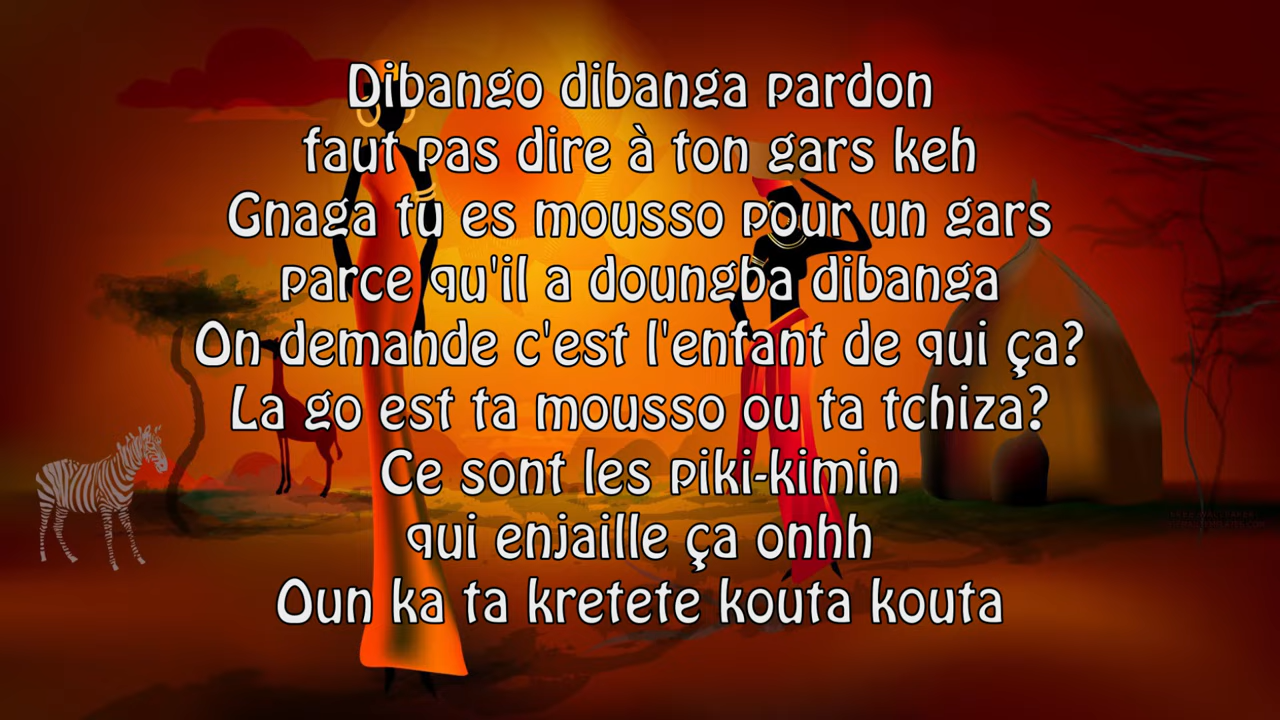 Dibango dibanga pardon
faut pas dire à ton gars keh
Gnaga tu es mousso pour un gars
parce qu'il a doungba dibanga
On demande c'est l'enfant de qui ça?
La go est ta mousso ou ta tchiza?
Ce sont les piki-kimin
qui enjaille ça onhh
Oun ka ta kretete kouta kouta